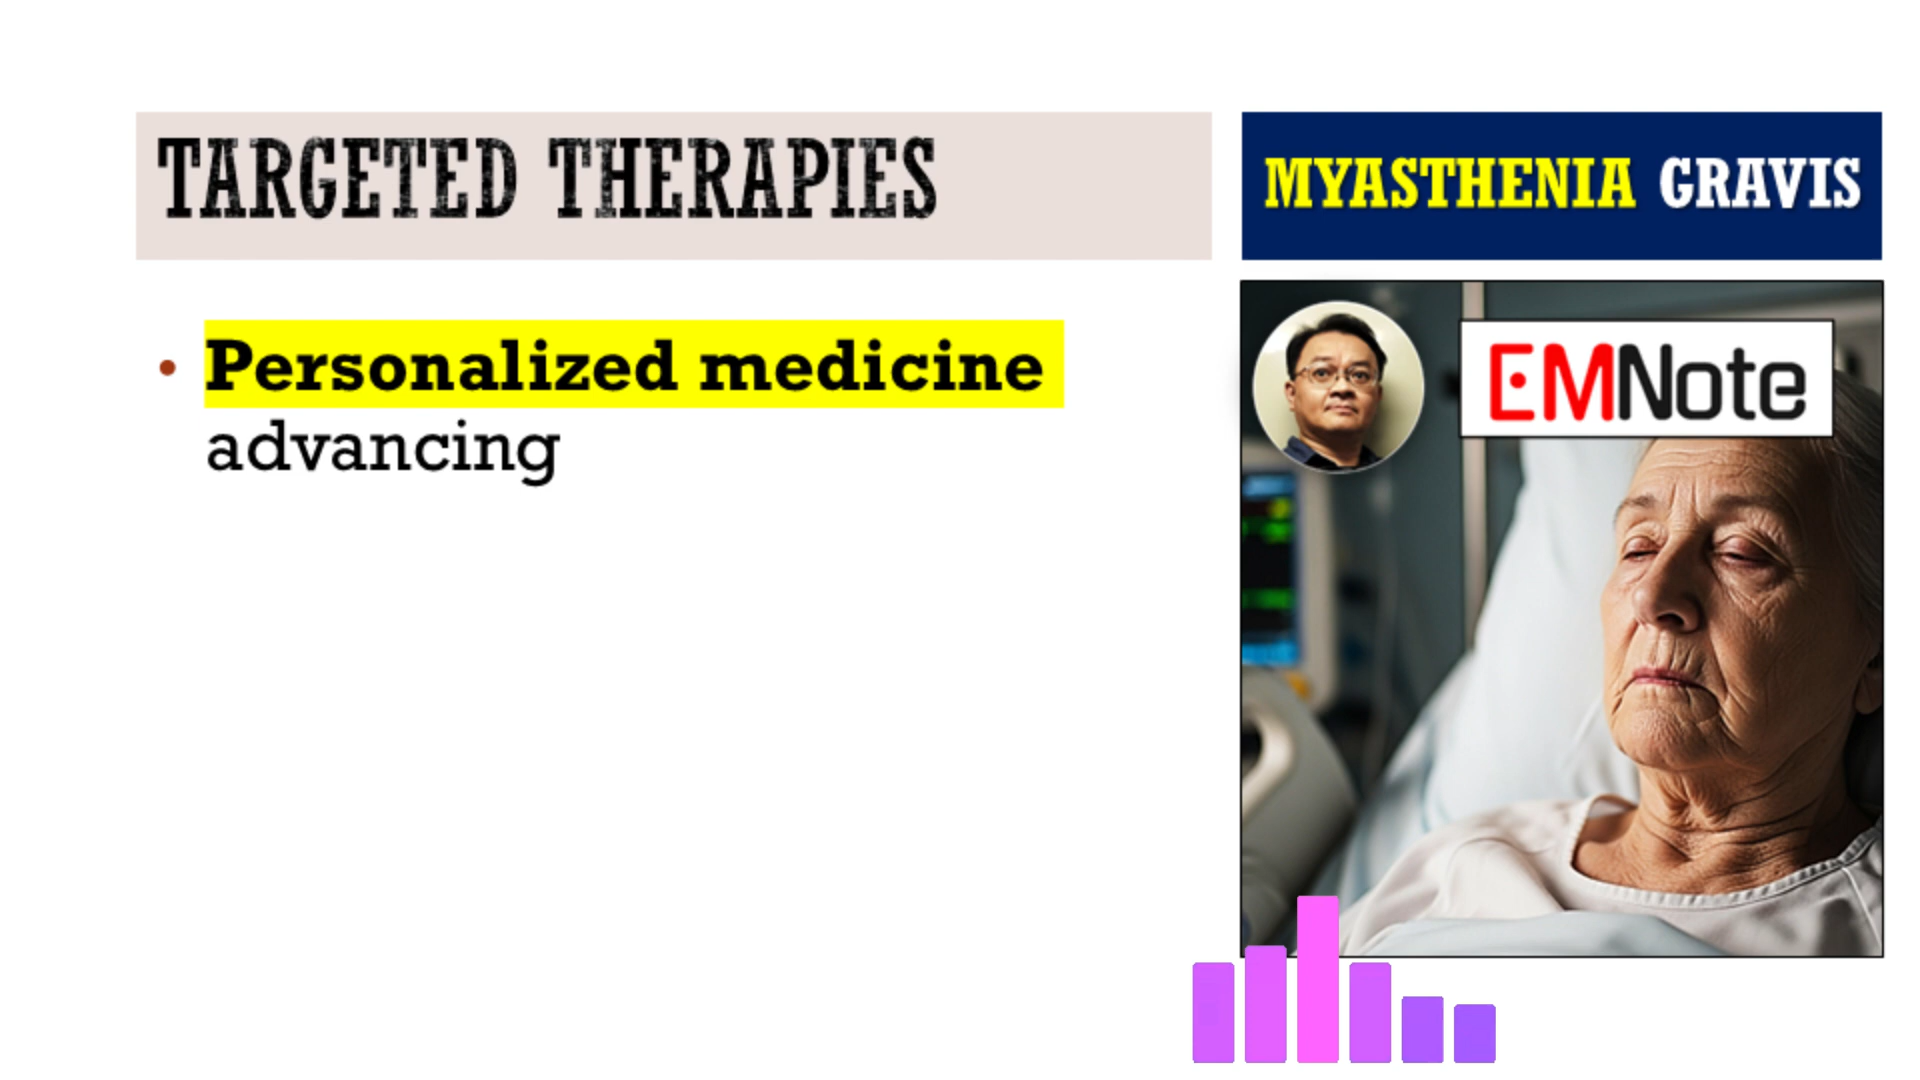 TARGETED THERAPIES
MYASTHENIA GRAVIS
• Personalized medicine
advancing
EMNote